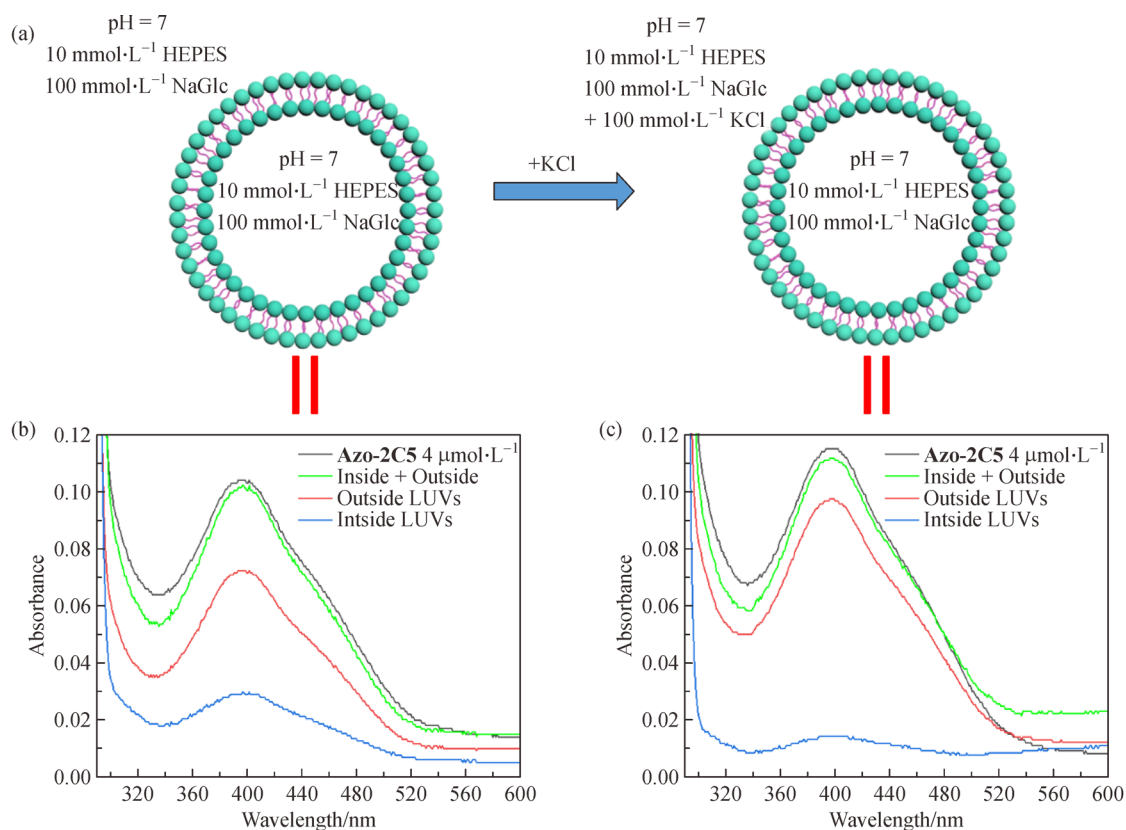 (a)
pH = 7
10 mmol·L⁻¹ HEPES
100 mmol·L⁻¹ NaGlc
pH = 7
10 mmol·L⁻¹ HEPES
100 mmol·L⁻¹ NaGlc
+KCl
pH = 7
10 mmol·L⁻¹ HEPES
100 mmol·L⁻¹ NaGlc
+ 100 mmol·L⁻¹ KCl
pH = 7
10 mmol·L⁻¹ HEPES
100 mmol·L⁻¹ NaGlc
(b)
0.12
0.10
0.08
0.06
0.04
0.02
0.00
Absorbance
Azo-2C5 4 μmol·L⁻¹
Inside + Outside
Outside LUVs
Intside LUVs
320 360 400 440 480 520 560 600
Wavelength/nm
(c)
0.12
0.10
0.08
0.06
0.04
0.02
0.00
Absorbance
Azo-2C5 4 μmol·L⁻¹
Inside + Outside
Outside LUVs
Intside LUVs
320 360 400 440 480 520 560 600
Wavelength/nm